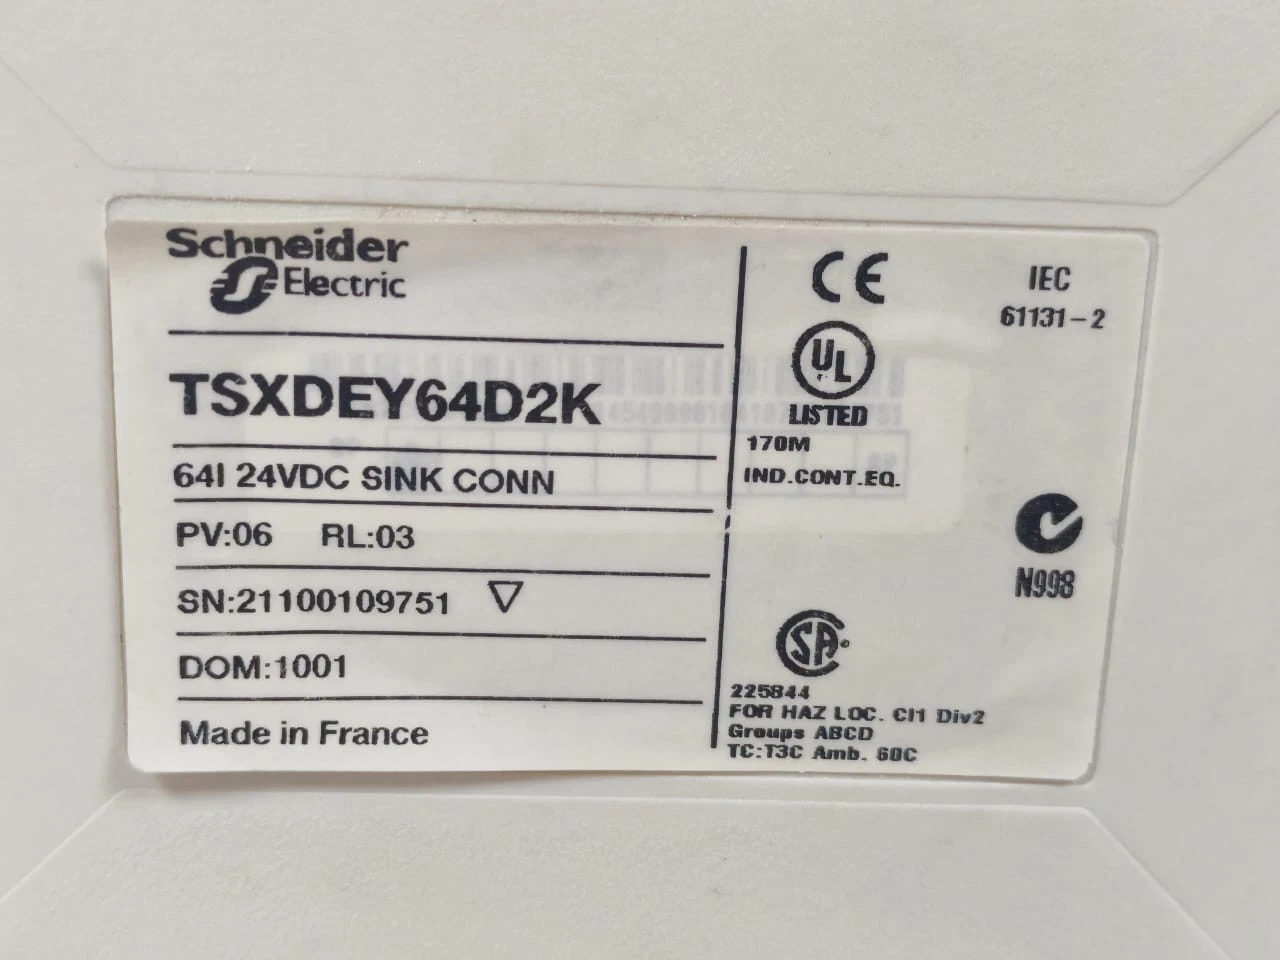 Schneider
Electric
TSXDEY64D2K
64I 24VDC SINK CONN
PV:06 RL:03
SN:21100109751
DOM:1001
Made in France
CE
IEC
61131-2
UL
LISTED
170M
IND.CONT.EQ.
N998
SA
225844
FOR HAZ LOC. Cl1 Div2
Groups ABCD
TC:T3C Amb. 60C